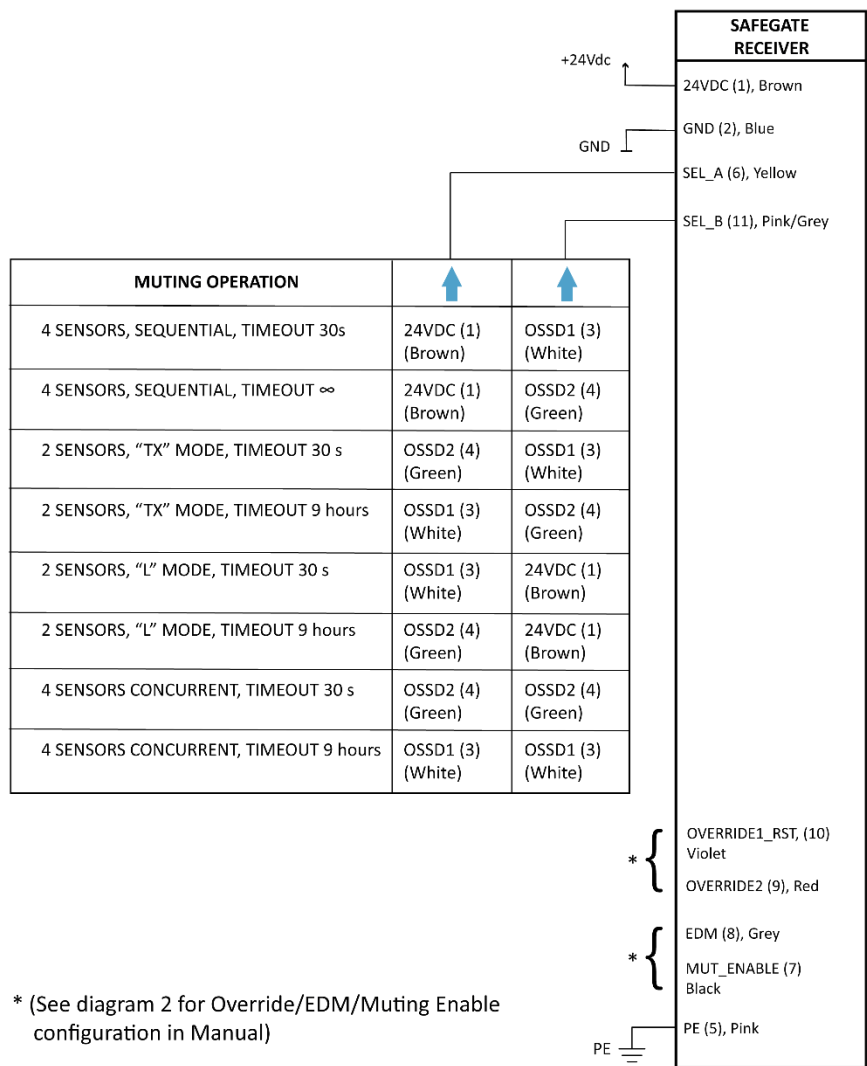 SAFEGATE
RECEIVER
+24Vdc
24VDC (1), Brown
GND (2), Blue
GND
SEL_A (6), Yellow
SEL_B (11), Pink/Grey
MUTING OPERATION
4 SENSORS, SEQUENTIAL, TIMEOUT 30s
24VDC (1)
(Brown)
OSSD1 (3)
(White)
4 SENSORS, SEQUENTIAL, TIMEOUT ∞
24VDC (1)
(Brown)
OSSD2 (4)
(Green)
2 SENSORS, “TX” MODE, TIMEOUT 30 s
OSSD2 (4)
(Green)
OSSD1 (3)
(White)
2 SENSORS, “TX” MODE, TIMEOUT 9 hours
OSSD1 (3)
(White)
OSSD2 (4)
(Green)
2 SENSORS, “L” MODE, TIMEOUT 30 s
OSSD1 (3)
(White)
24VDC (1)
(Brown)
2 SENSORS, “L” MODE, TIMEOUT 9 hours
OSSD2 (4)
(Green)
24VDC (1)
(Brown)
4 SENSORS CONCURRENT, TIMEOUT 30 s
OSSD2 (4)
(Green)
OSSD2 (4)
(Green)
4 SENSORS CONCURRENT, TIMEOUT 9 hours
OSSD1 (3)
(White)
OSSD1 (3)
(White)
*
OVERRIDE1_RST, (10)
Violet
OVERRIDE2 (9), Red
*
EDM (8), Grey
MUT_ENABLE (7)
Black
* (See diagram 2 for Override/EDM/Muting Enable
configuration in Manual)
PE (5), Pink
PE